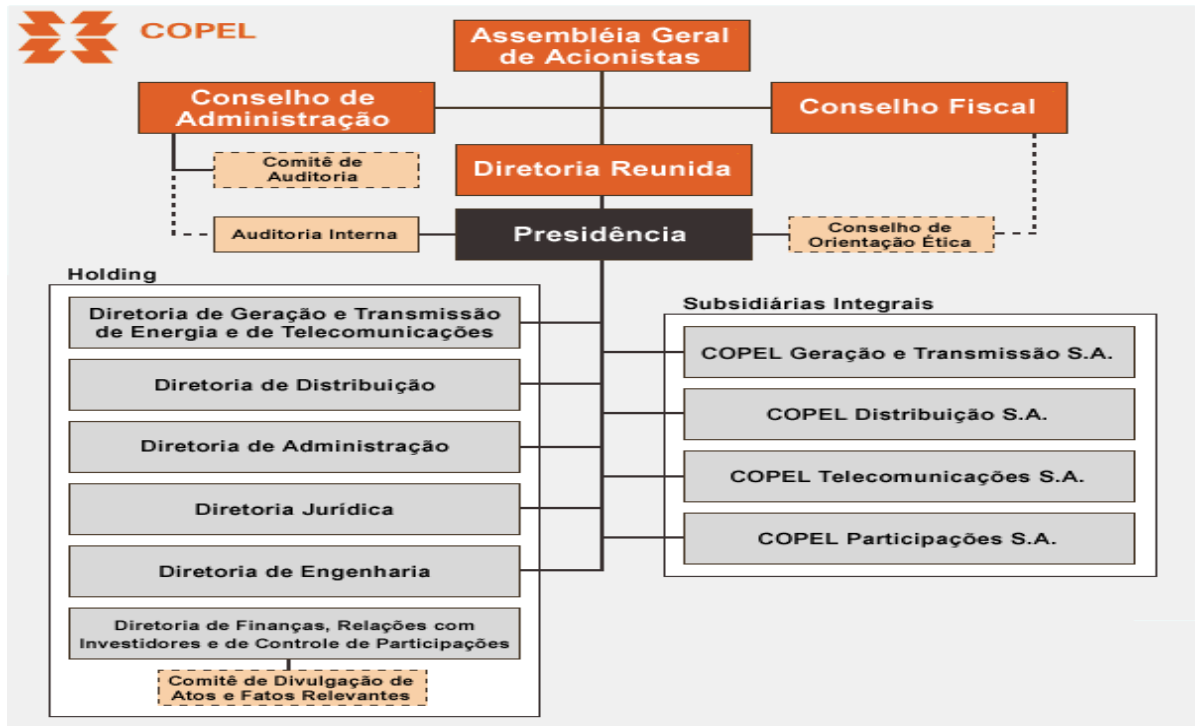 COPEL
Assembléia Geral
de Acionistas
Conselho de
Administração
Conselho Fiscal
Comitê de
Auditoria
Diretoria Reunida
Auditoria Interna
Presidência
Conselho de
Orientação Ética
Holding
Diretoria de Geração e Transmissão
de Energia e de Telecomunicações
Diretoria de Distribuição
Diretoria de Administração
Diretoria Jurídica
Diretoria de Engenharia
Diretoria de Finanças, Relações com
Investidores e de Controle de Participações
Comitê de Divulgação de
Atos e Fatos Relevantes
Subsidiárias Integrais
COPEL Geração e Transmissão S.A.
COPEL Distribuição S.A.
COPEL Telecomunicações S.A.
COPEL Participações S.A.